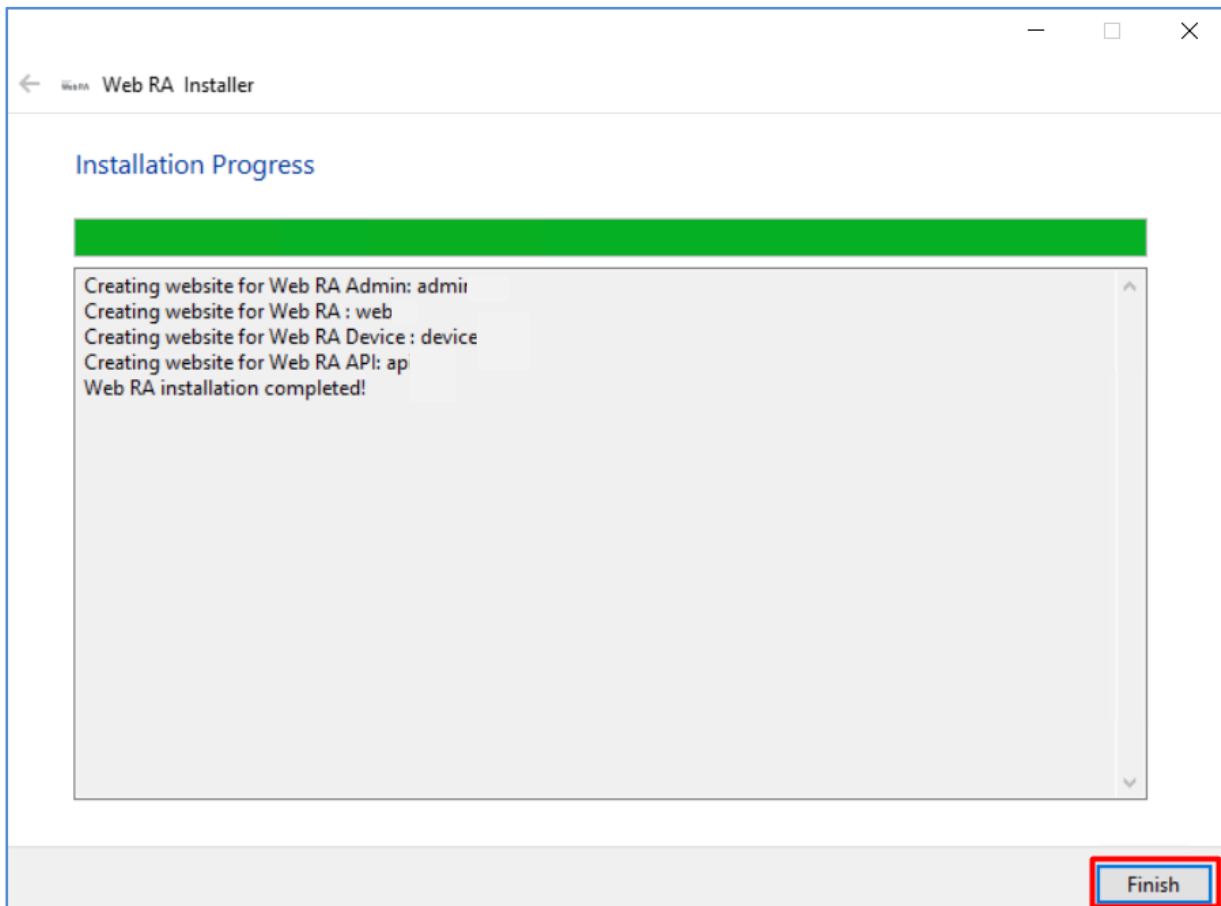 Web RA Installer
Installation Progress
Creating website for Web RA Admin: admin
Creating website for Web RA : web
Creating website for Web RA Device : device
Creating website for Web RA API: api
Web RA installation completed!
Finish